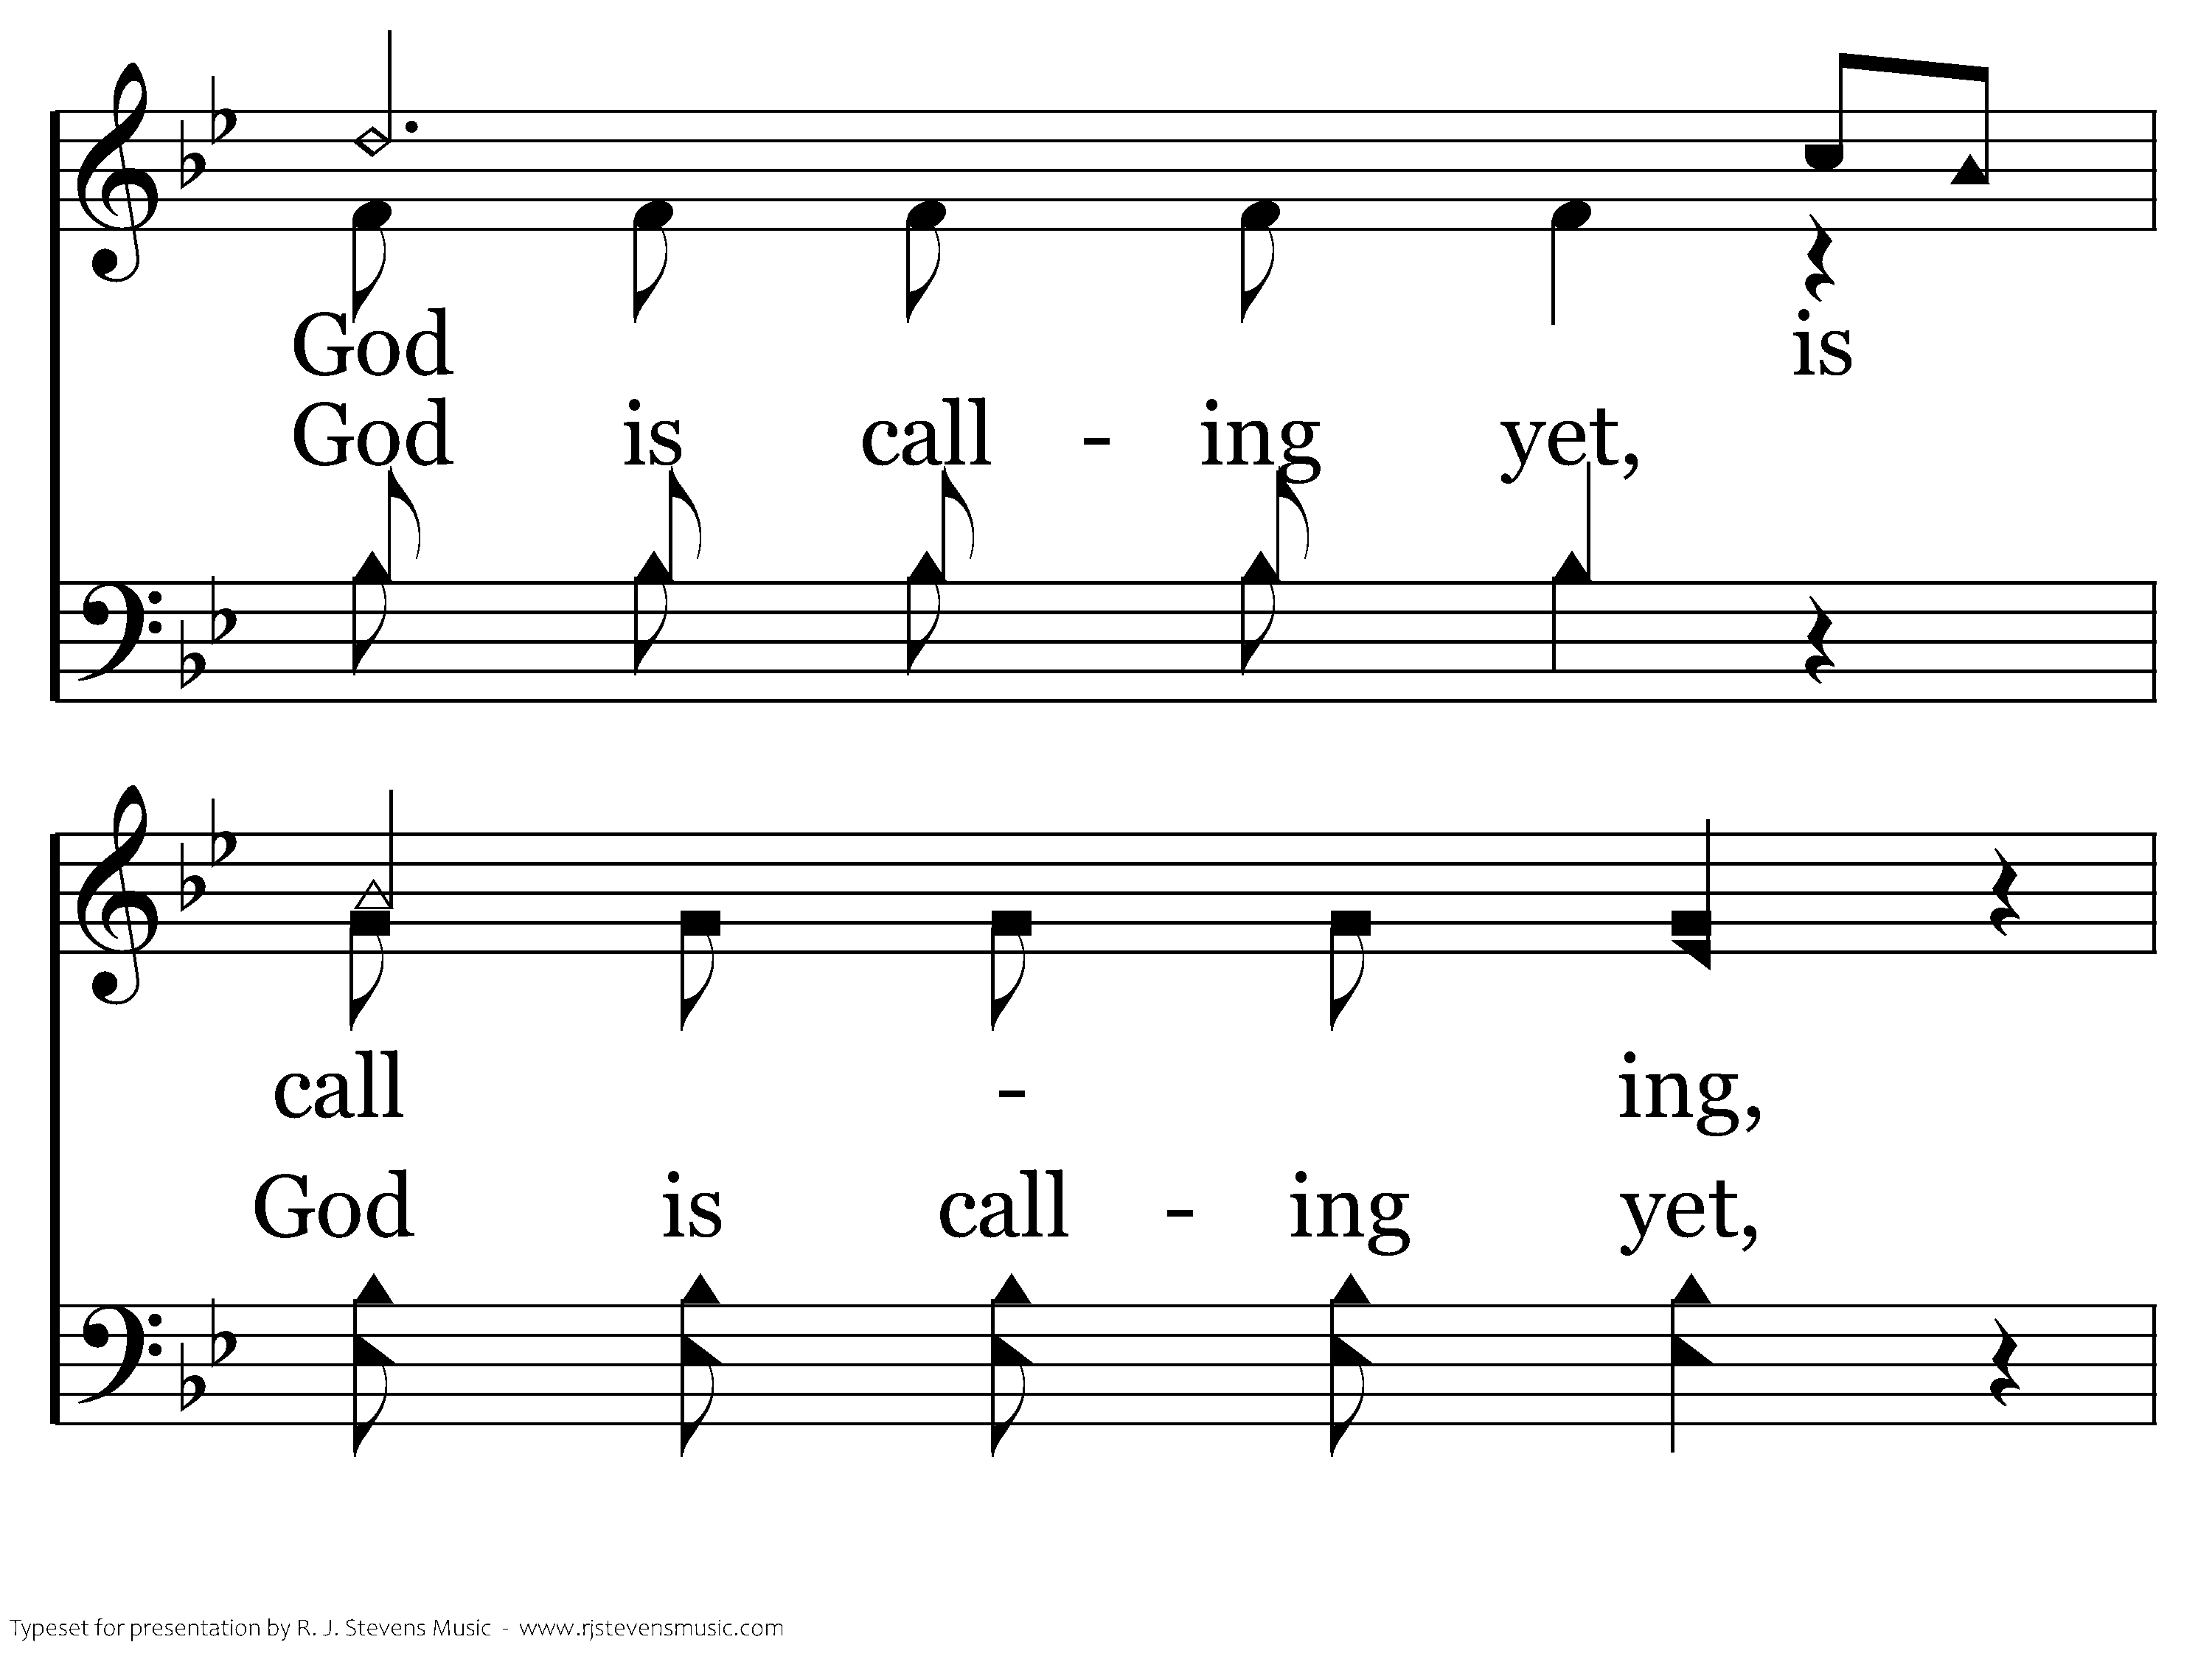 God is
God is call - ing yet,
call - ing,
God is call - ing yet,
Typeset for presentation by R. J. Stevens Music - www.rjstevensmusic.com